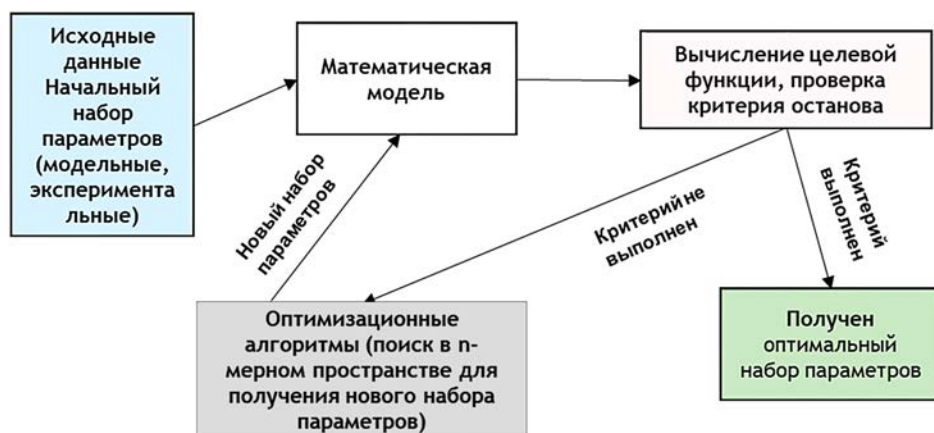 Исходные
данные
Начальный
набор
параметров
(модельные,
эксперимента
льные)
Математическая
модель
Вычисление целевой
функции, проверка
критерия останова
Новый набор
параметров
Критерий не
выполнен
Критерий
выполнен
Оптимизационные
алгоритмы (поиск в n-
мерном пространстве для
получения нового набора
параметров)
Получен
оптимальный
набор параметров